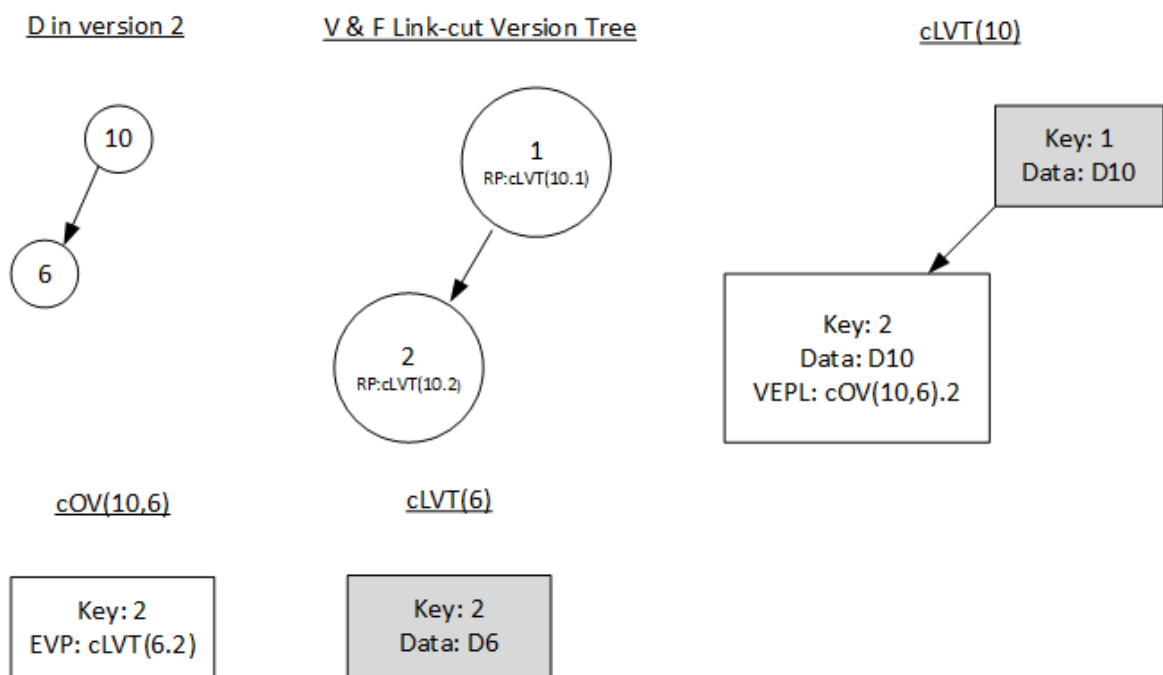 D in version 2
V & F Link-cut Version Tree
cLVT(10)
10
6
1
RP:cLVT(10.1)
2
RP:cLVT(10.2)
Key: 1
Data: D10
Key: 2
Data: D10
VEPL: cOV(10,6).2
cOV(10,6)
cLVT(6)
Key: 2
EVP: cLVT(6.2)
Key: 2
Data: D6